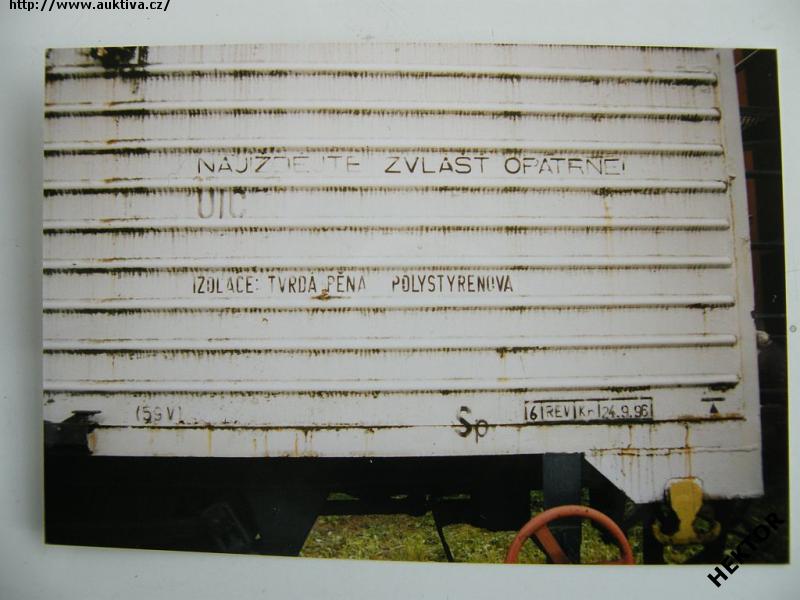 http://www.auktiva.cz/
NAJÍŽDĚJTE ZVLÁŠŤ OPATRNĚ!
UIC
IZOLACE: TVRDÁ PĚNA POLYSTYRENOVÁ
(59V)
Sp
6 REV Kr 24.9.96
HEKTOR